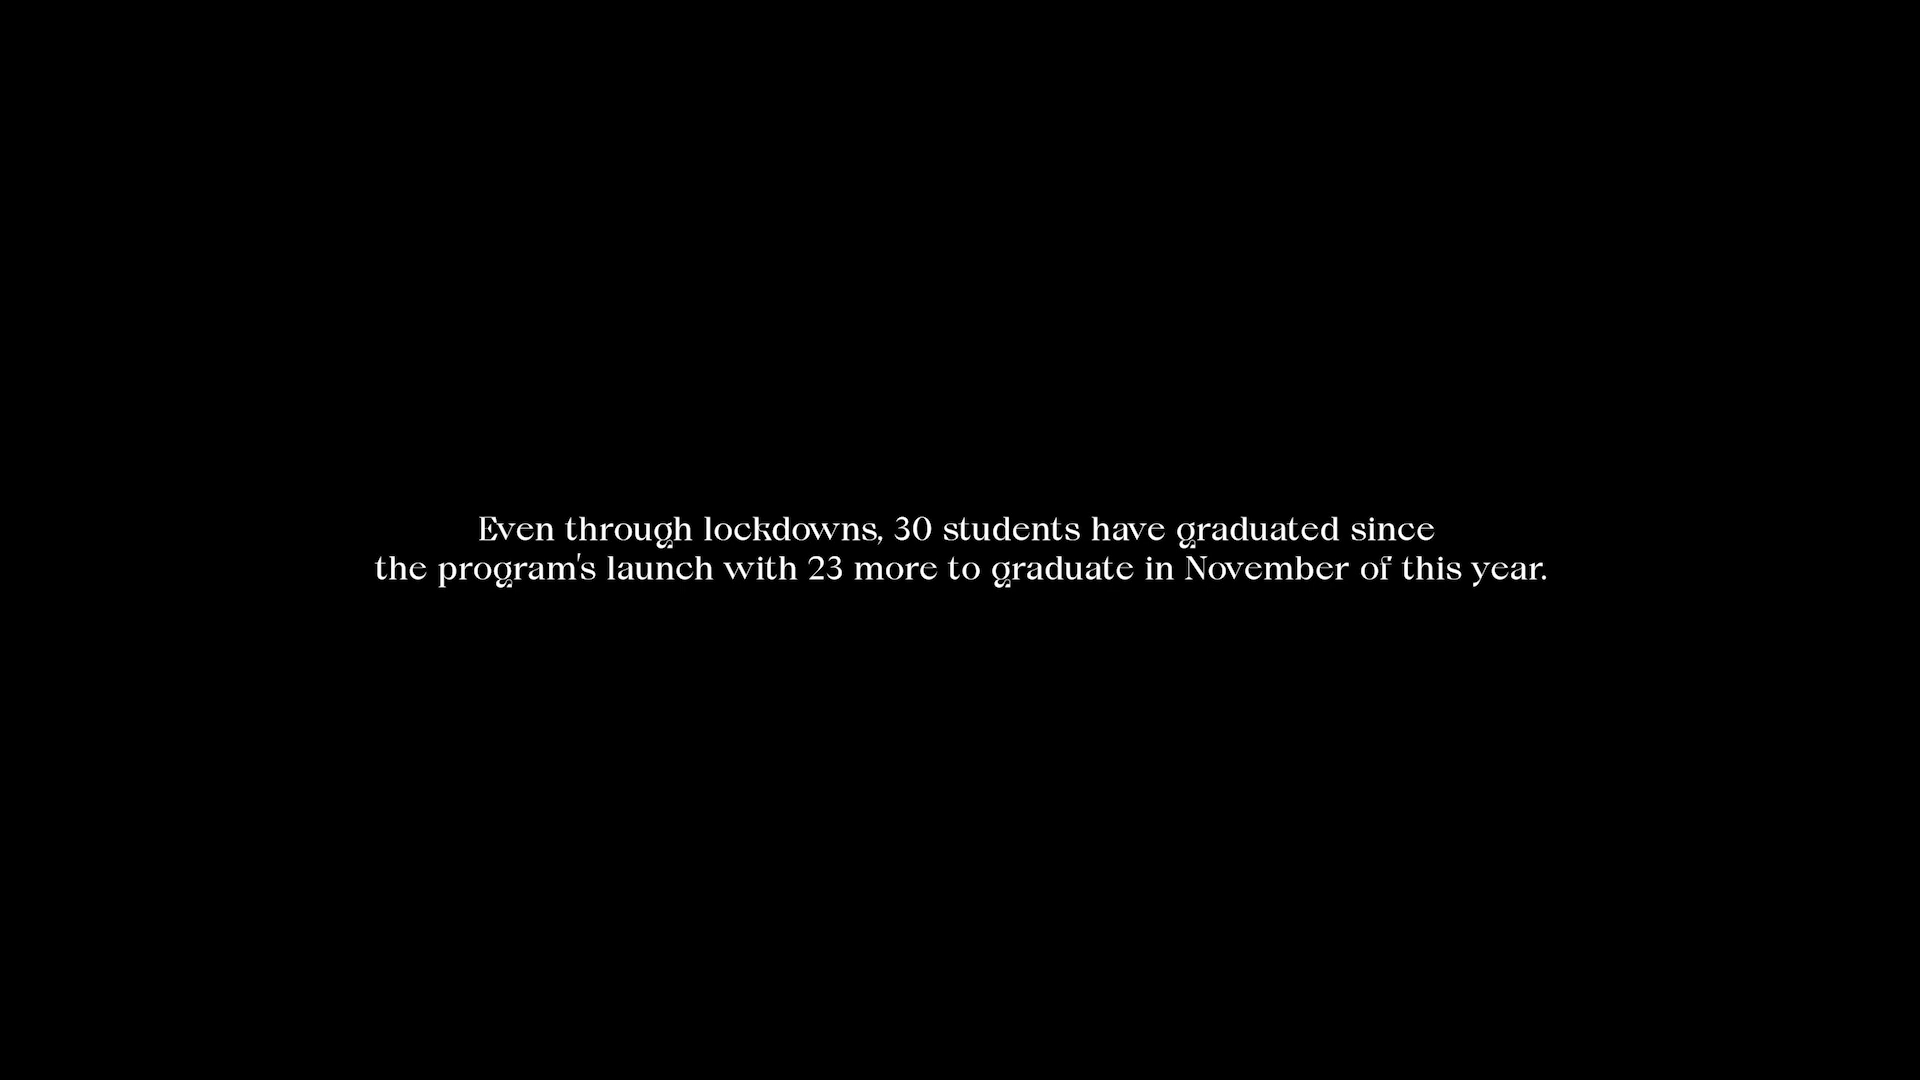 Even through lockdowns, 30 students have graduated since
the program's launch with 23 more to graduate in November of this year.